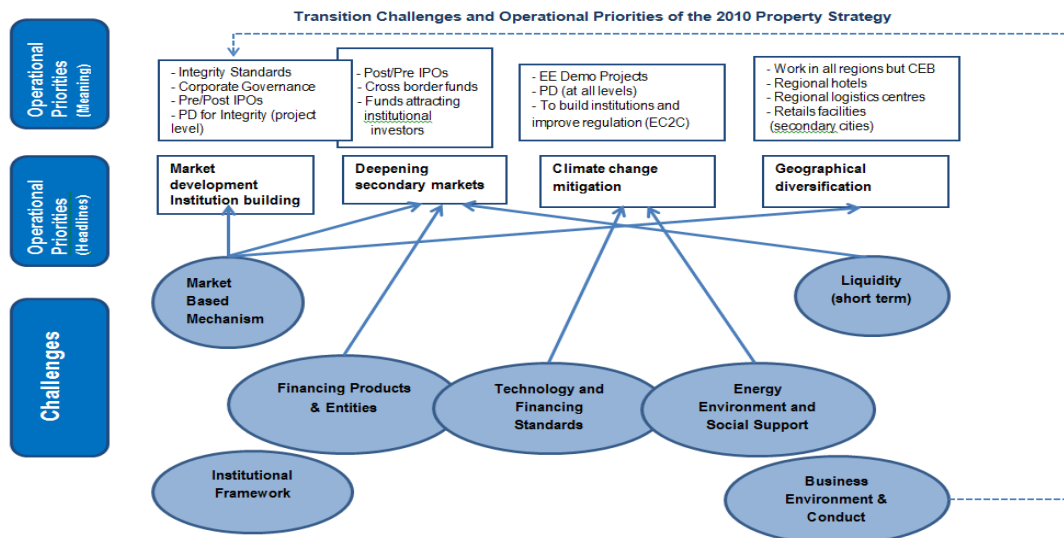 Transition Challenges and Operational Priorities of the 2010 Property Strategy
Operational
Priorities
(Meaning)
- Integrity Standards
- Corporate Governance
- Pre/Post IPOs
- PD for Integrity (project
level)
- Post/Pre IPOs
- Cross border funds
- Funds attracting
institutional
investors
- EE Demo Projects
- PD (at all levels)
- To build institutions and
improve regulation (EC2C)
- Work in all regions but CEB
- Regional hotels
- Regional logistics centres
- Retails facilities
(secondary cities)
Operational
Priorities
(Headlines)
Market
development
Institution building
Deepening
secondary markets
Climate change
mitigation
Geographical
diversification
Challenges
Market
Based
Mechanism
Liquidity
(short term)
Financing Products
& Entities
Technology and
Financing
Standards
Energy
Environment and
Social Support
Institutional
Framework
Business
Environment &
Conduct